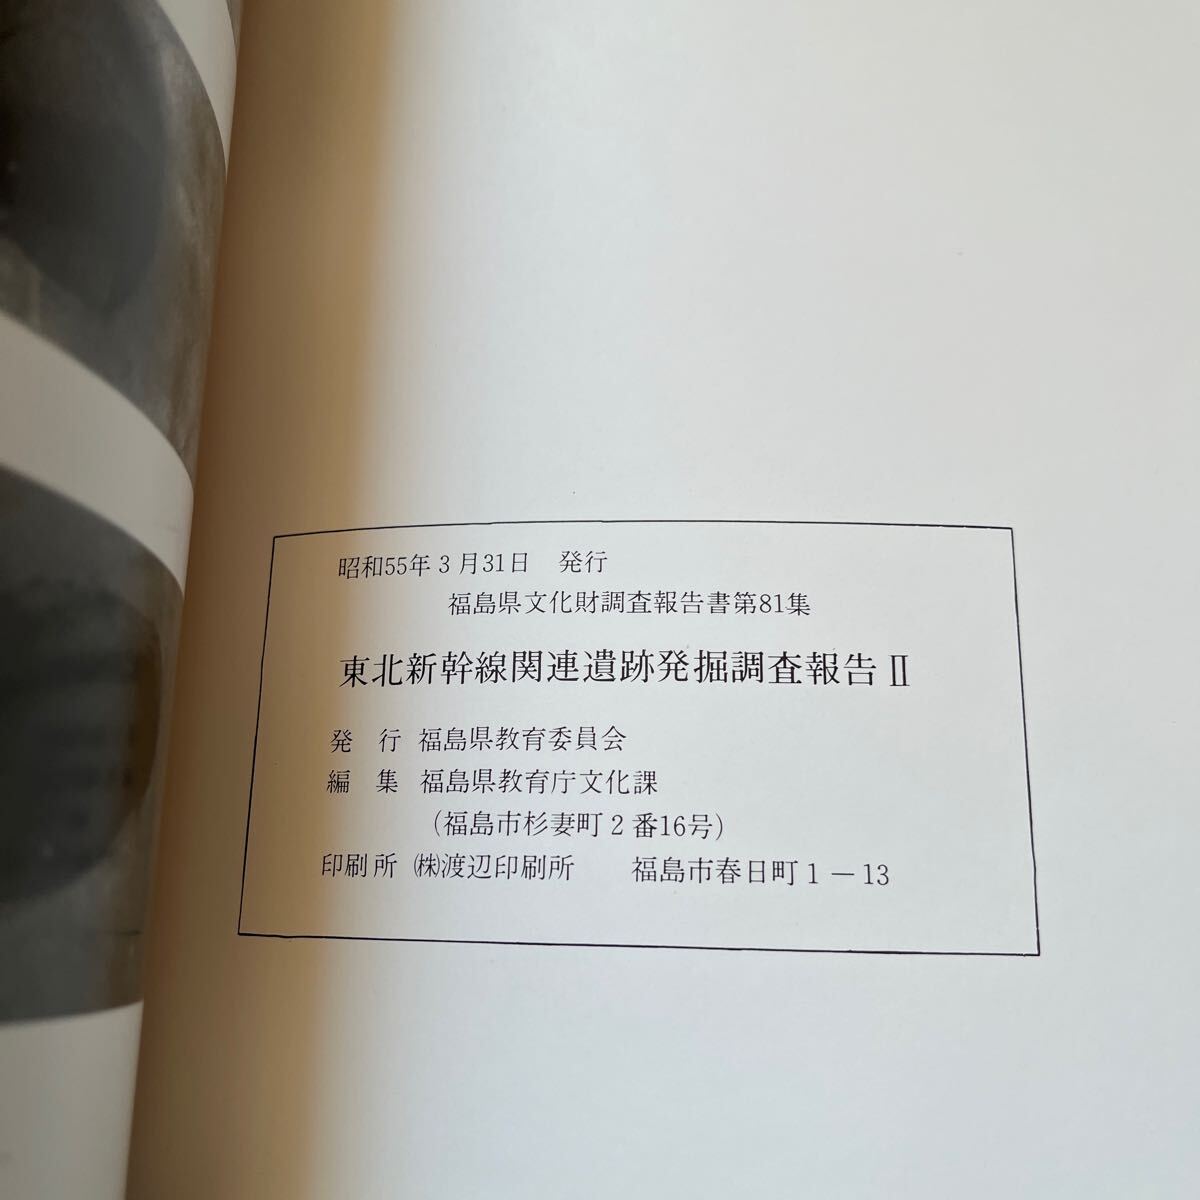 昭和55年3月31日　発行
福島県文化財調査報告書第81集
東北新幹線関連遺跡発掘調査報告Ⅱ
発　行　福島県教育委員会
編　集　福島県教育庁文化課
(福島市杉妻町2番16号)
印刷所　㈱渡辺印刷所　　福島市春日町1－13